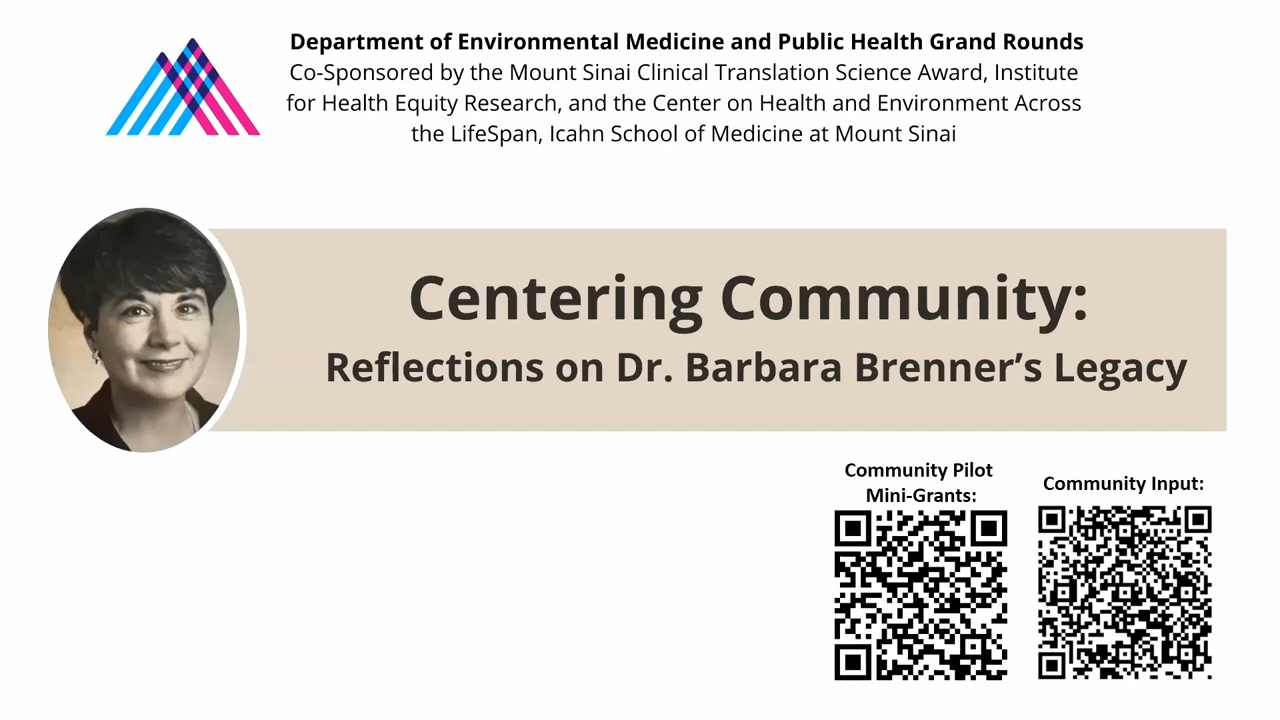 Department of Environmental Medicine and Public Health Grand Rounds
Co-Sponsored by the Mount Sinai Clinical Translation Science Award, Institute
for Health Equity Research, and the Center on Health and Environment Across
the LifeSpan, Icahn School of Medicine at Mount Sinai
Centering Community:
Reflections on Dr. Barbara Brenner’s Legacy
Community Pilot
Mini-Grants:
Community Input: